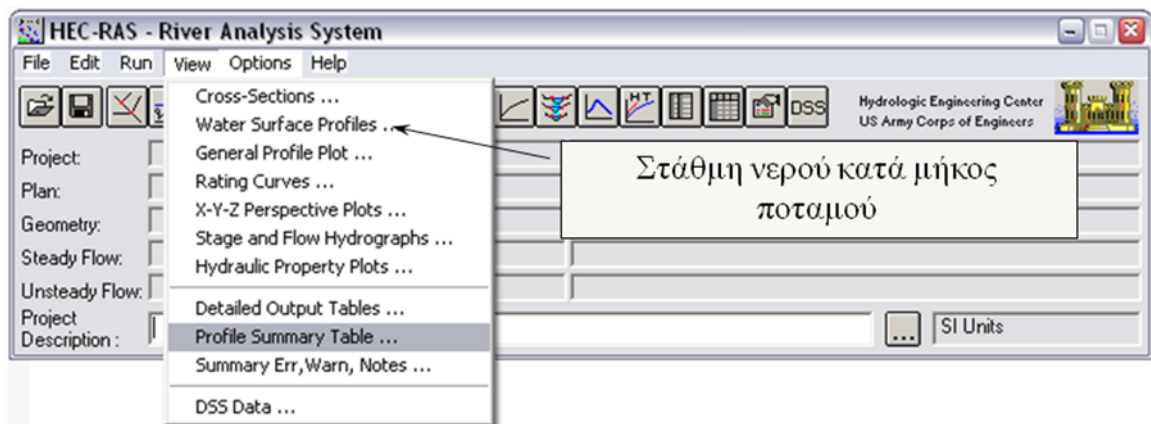 HEC-RAS - River Analysis System
File Edit Run View Options Help
Cross-Sections ...
Water Surface Profiles ...
General Profile Plot ...
Rating Curves ...
X-Y-Z Perspective Plots ...
Stage and Flow Hydrographs ...
Hydraulic Property Plots ...
Detailed Output Tables ...
Profile Summary Table ...
Summary Err,Warn, Notes ...
DSS Data ...
HT
DSS
Hydrologic Engineering Center
US Army Corps of Engineers
Στάθμη νερού κατά μήκος
ποταμού
Project:
Plan:
Geometry:
Steady Flow:
Unsteady Flow:
Project
Description :
...
SI Units